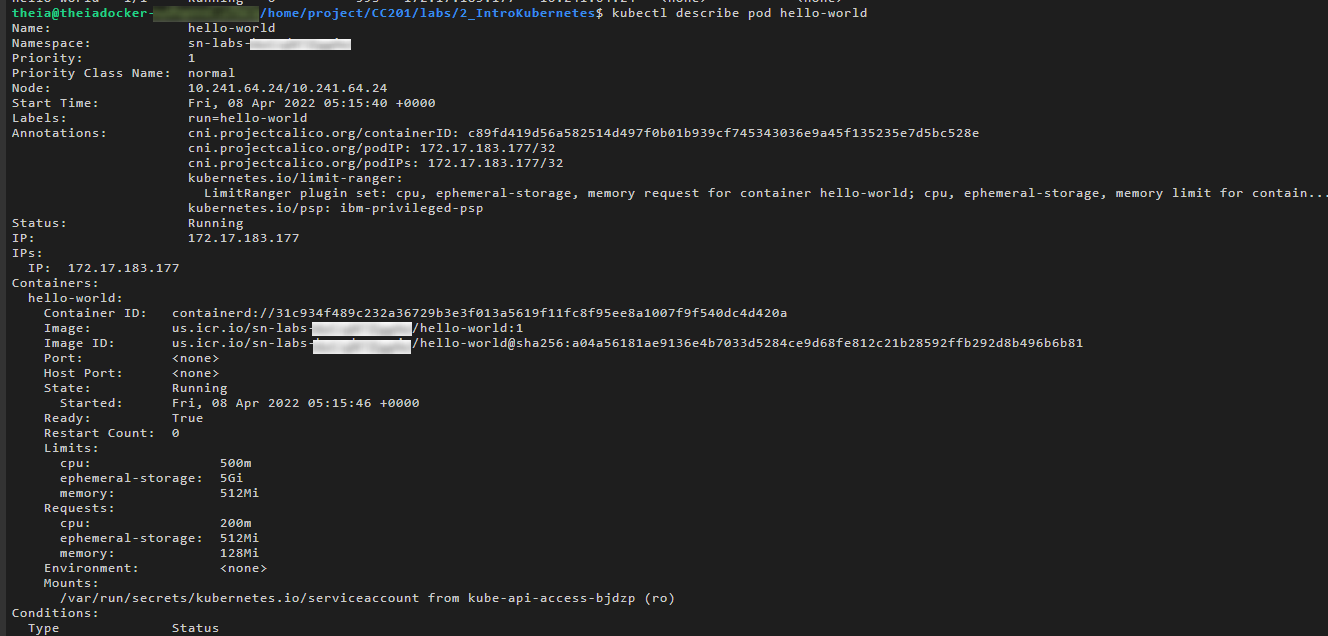 theia@theiadocker- /home/project/CC201/labs/2_IntroKubernetes$ kubectl describe pod hello-world
Name: hello-world
Namespace: sn-labs-
Priority: 1
Priority Class Name: normal
Node: 10.241.64.24/10.241.64.24
Start Time: Fri, 08 Apr 2022 05:15:40 +0000
Labels: run=hello-world
Annotations: cni.projectcalico.org/containerID: c89fd419d56a582514d497f0b01b939cf745343036e9a45f135235e7d5bc528e
cni.projectcalico.org/podIP: 172.17.183.177/32
cni.projectcalico.org/podIPs: 172.17.183.177/32
kubernetes.io/limit-ranger:
LimitRanger plugin set: cpu, ephemeral-storage, memory request for container hello-world; cpu, ephemeral-storage, memory limit for contain...
kubernetes.io/psp: ibm-privileged-psp
Status: Running
IP: 172.17.183.177
IPs:
IP: 172.17.183.177
Containers:
hello-world:
Container ID: containerd://31c934f489c232a36729b3e3f013a5619f11fc8f95ee8a1007f9f540dc4d420a
Image: us.icr.io/sn-labs- /hello-world:1
Image ID: us.icr.io/sn-labs- /hello-world@sha256:a04a56181ae9136e4b7033d5284ce9d68fe812c21b28592ffb292d8b496b6b81
Port: <none>
Host Port: <none>
State: Running
Started: Fri, 08 Apr 2022 05:15:46 +0000
Ready: True
Restart Count: 0
Limits:
cpu: 500m
ephemeral-storage: 5Gi
memory: 512Mi
Requests:
cpu: 200m
ephemeral-storage: 512Mi
memory: 128Mi
Environment: <none>
Mounts:
/var/run/secrets/kubernetes.io/serviceaccount from kube-api-access-bjdzp (ro)
Conditions:
Type Status